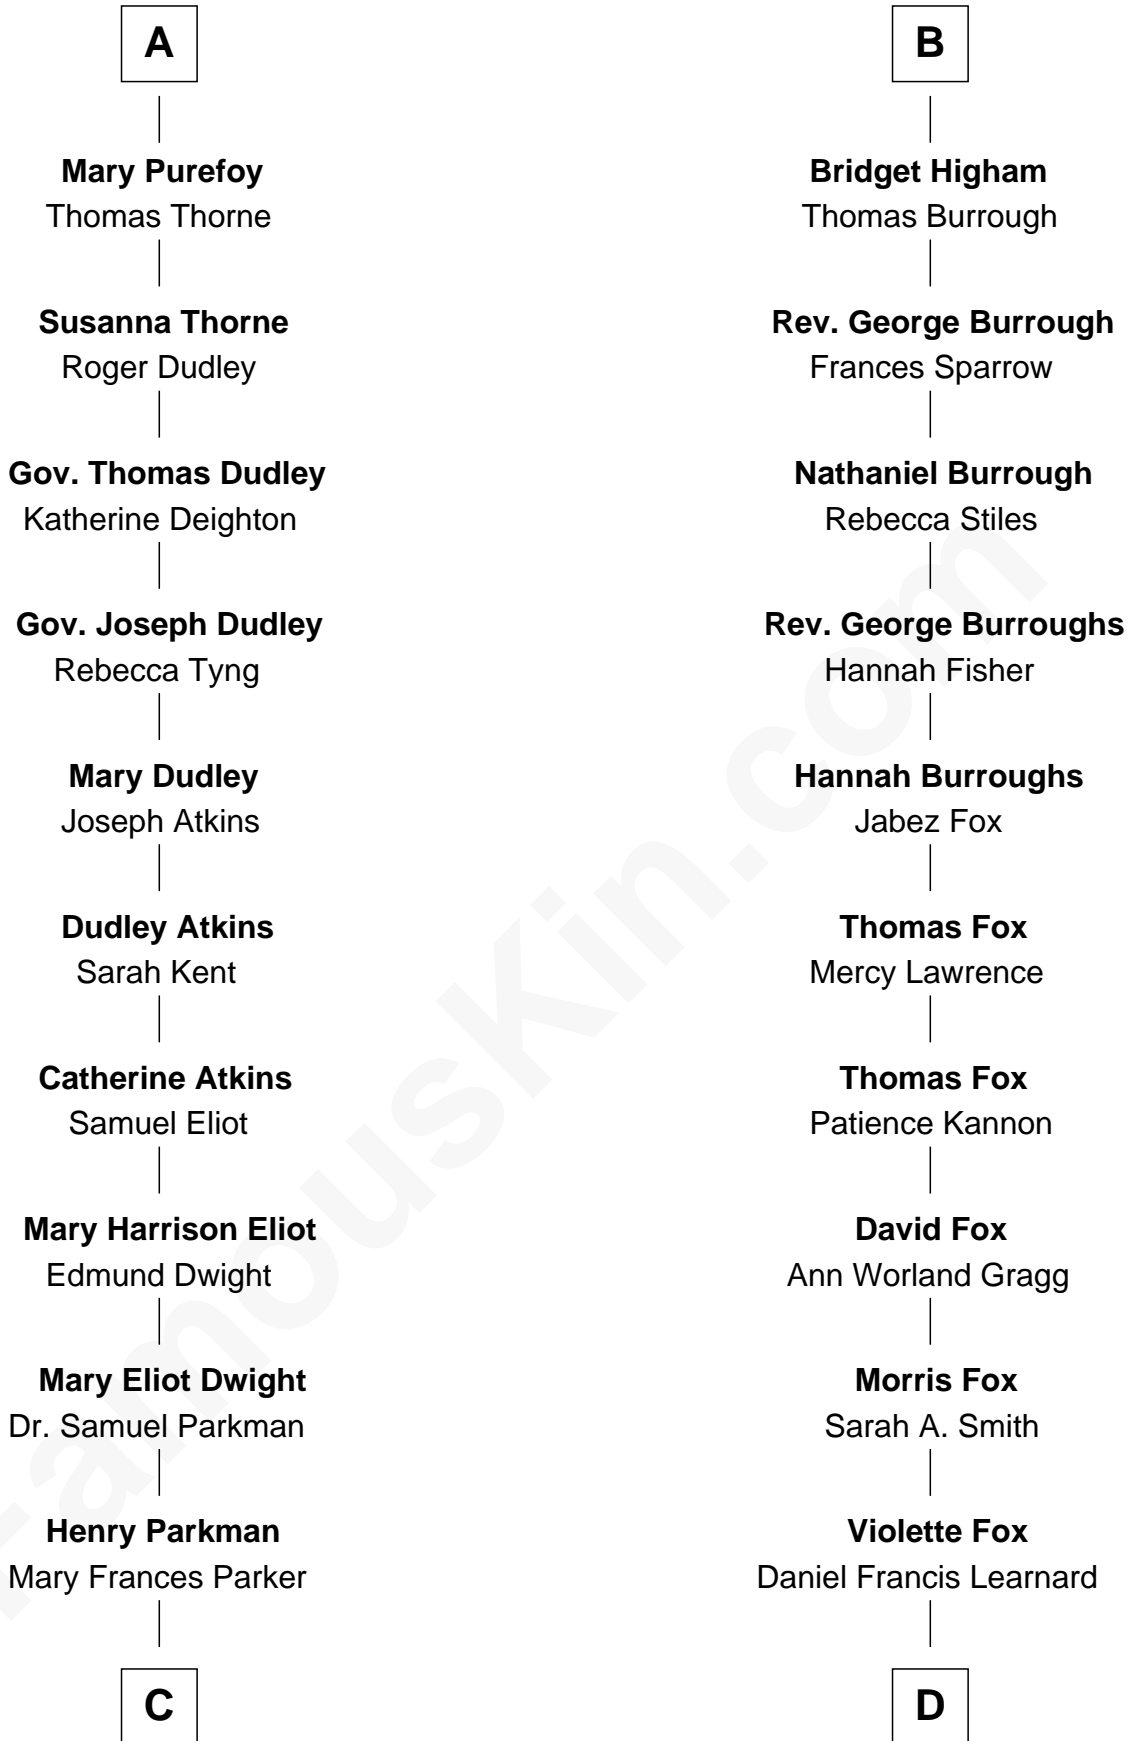 A
Mary Purefoy
Thomas Thorne
Susanna Thorne
Roger Dudley
Gov. Thomas Dudley
Katherine Deighton
Gov. Joseph Dudley
Rebecca Tyng
Mary Dudley
Joseph Atkins
Dudley Atkins
Sarah Kent
Catherine Atkins
Samuel Eliot
Mary Harrison Eliot
Edmund Dwight
Mary Eliot Dwight
Dr. Samuel Parkman
Henry Parkman
Mary Frances Parker
C
B
Bridget Higham
Thomas Burrough
Rev. George Burrough
Frances Sparrow
Nathaniel Burrough
Rebecca Stiles
Rev. George Burroughs
Hannah Fisher
Hannah Burroughs
Jabez Fox
Thomas Fox
Mercy Lawrence
Thomas Fox
Patience Kannon
David Fox
Ann Worland Gragg
Morris Fox
Sarah A. Smith
Violette Fox
Daniel Francis Learnard
D
FamousKin.com